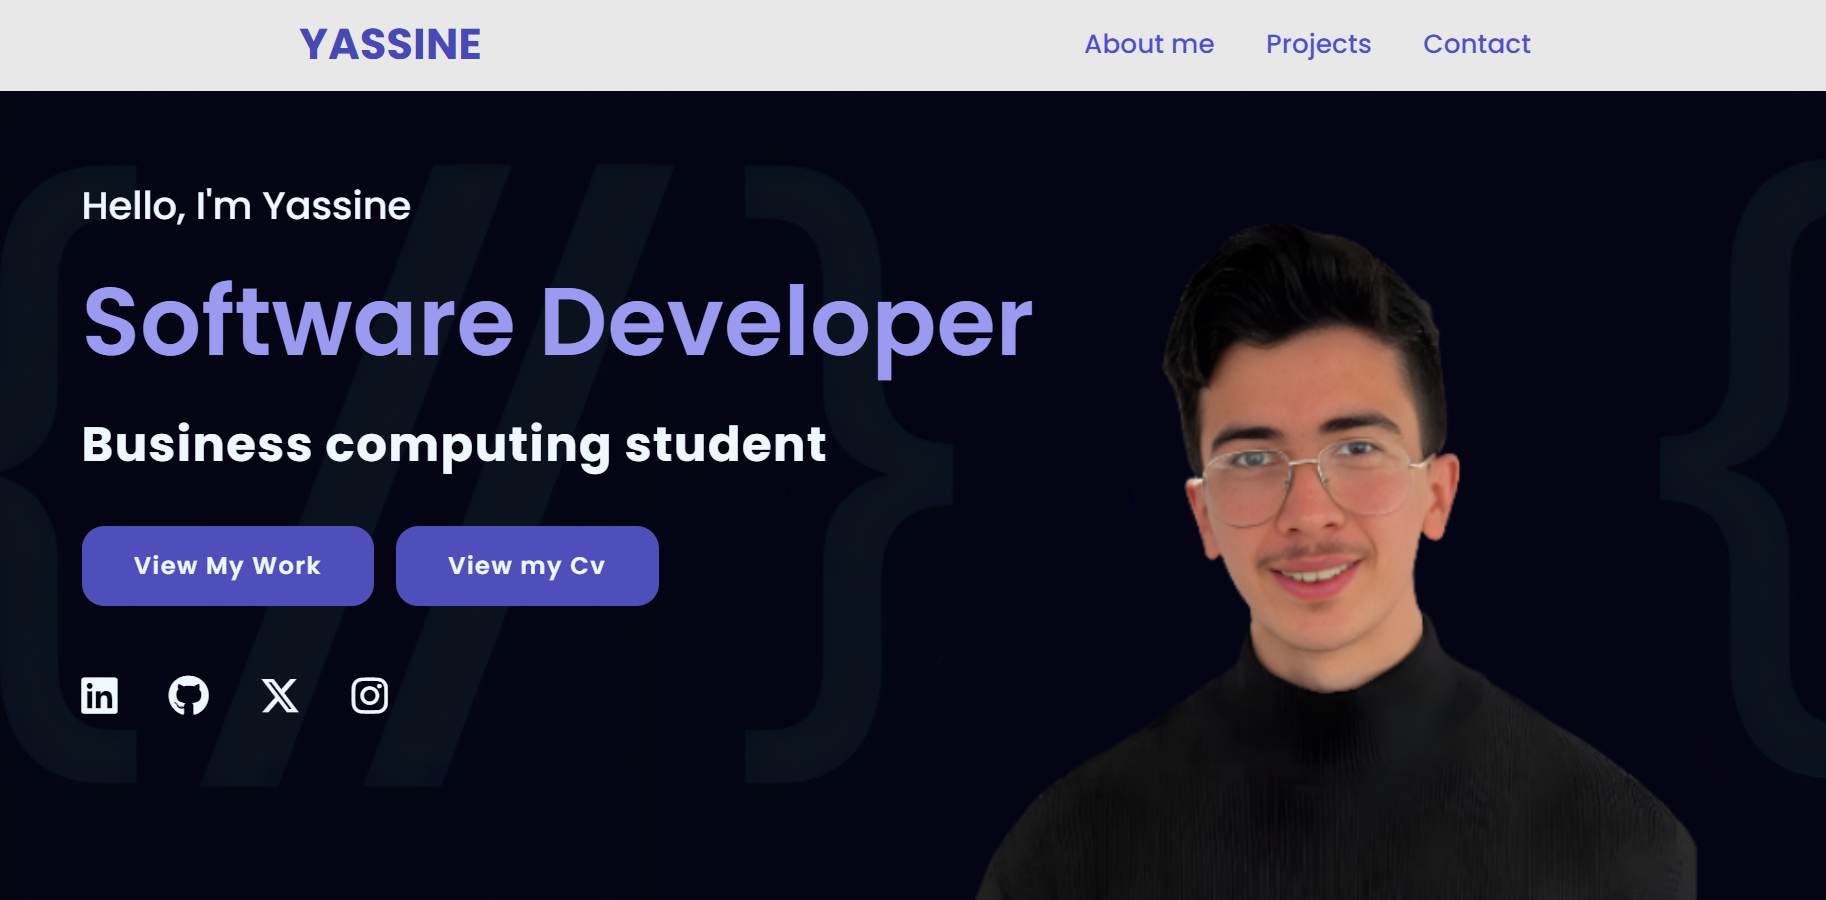 YASSINE
About me Projects Contact
Hello, I'm Yassine
Software Developer
Business computing student
View My Work
View my Cv